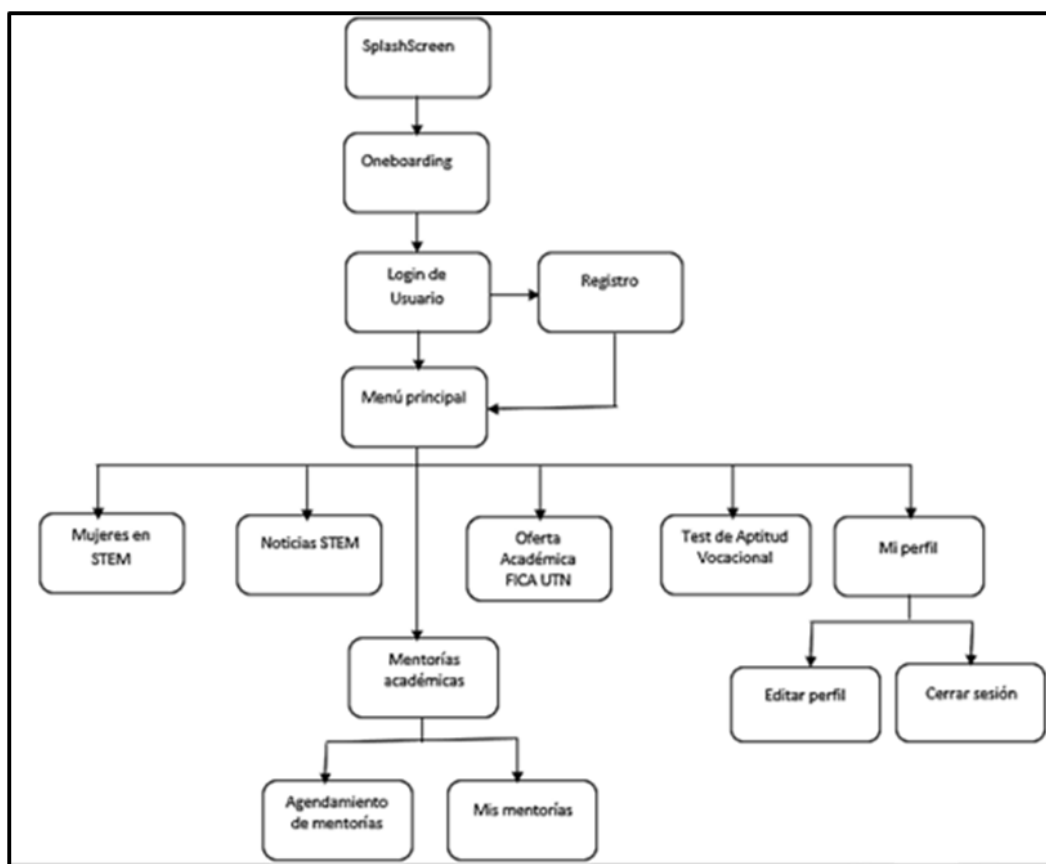 SplashScreen
Oneboarding
Login de
Usuario
Registro
Menú principal
Mujeres en
STEM
Noticias STEM
Oferta
Académica
FICA UTN
Test de Aptitud
Vocacional
Mi perfil
Mentorías
académicas
Editar perfil
Cerrar sesión
Agendamiento
de mentorías
Mis mentorías